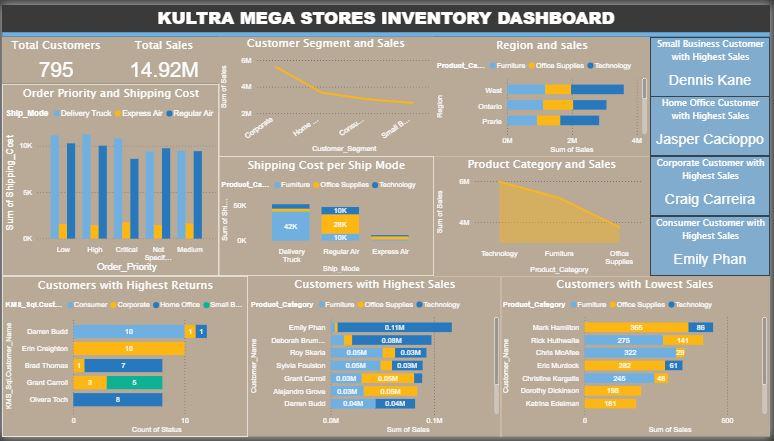 KULTRA MEGA STORES INVENTORY DASHBOARD
Total Customers
795
Total Sales
14.92M
Customer Segment and Sales
Sum of Sales
6M
4M
2M
Corporate
Home ...
Consu...
Small B...
Customer_Segment
Region and sales
Product_Ca... Furniture Office Supplies Technology
Region
West
Ontario
Prarie
0M 2M 4M
Sum of Sales
Small Business Customer
with Highest Sales
Dennis Kane
Home Office Customer
with Highest Sales
Jasper Cacioppo
Corporate Customer with
Highest Sales
Craig Carreira
Consumer Customer with
Highest Sales
Emily Phan
Order Priority and Shipping Cost
Ship_Mode Delivery Truck Express Air Regular Air
Sum of Shipping_Cost
10K
5K
0K
Low High Critical Not
Specif... Medium
Order_Priority
Shipping Cost per Ship Mode
Product_Ca... Furniture Office Supplies Technology
Sum of Shi...
50K
0K
42K
10K
28K
10K
Delivery
Truck
Regular Air Express Air
Ship_Mode
Product Category and Sales
Sum of Sales
6M
4M
Technology Furniture Office
Supplies
Product_Category
Customers with Highest Returns
KMS_Sql.Cust... Consumer Corporate Home Office Small B...
KMS_Sql.Customer_Name
Darren Budd 10 1 1
Erin Creighton 10
Brad Thomas 1 7
Grant Carroll 3 5
Olvera Toch 8
0 10
Count of Status
Customers with Highest Sales
Product_Category Furniture Office Supplies Technology
Customer_Name
Emily Phan 0.11M
Deborah Brum... 0.08M
Roy Skaria 0.05M 0.03M
Sylvia Foulston 0.05M 0.03M
Grant Carroll 0.03M 0.05M
Alejandro Grove 0.03M 0.05M
Darren Budd 0.04M 0.04M
0.0M 0.1M
Sum of Sales
Customers with Lowest Sales
Product_Category Furniture Office Supplies Technology
Customer_Name
Mark Hamilton 365 86
Rick Huthwaite 275 141
Chris McAfee 322 29
Eric Murdock 282 61
Christine Kargatis 245 48
Dorothy Dickinson 198
Katrina Edelman 181
0 200 400 600
Sum of Sales